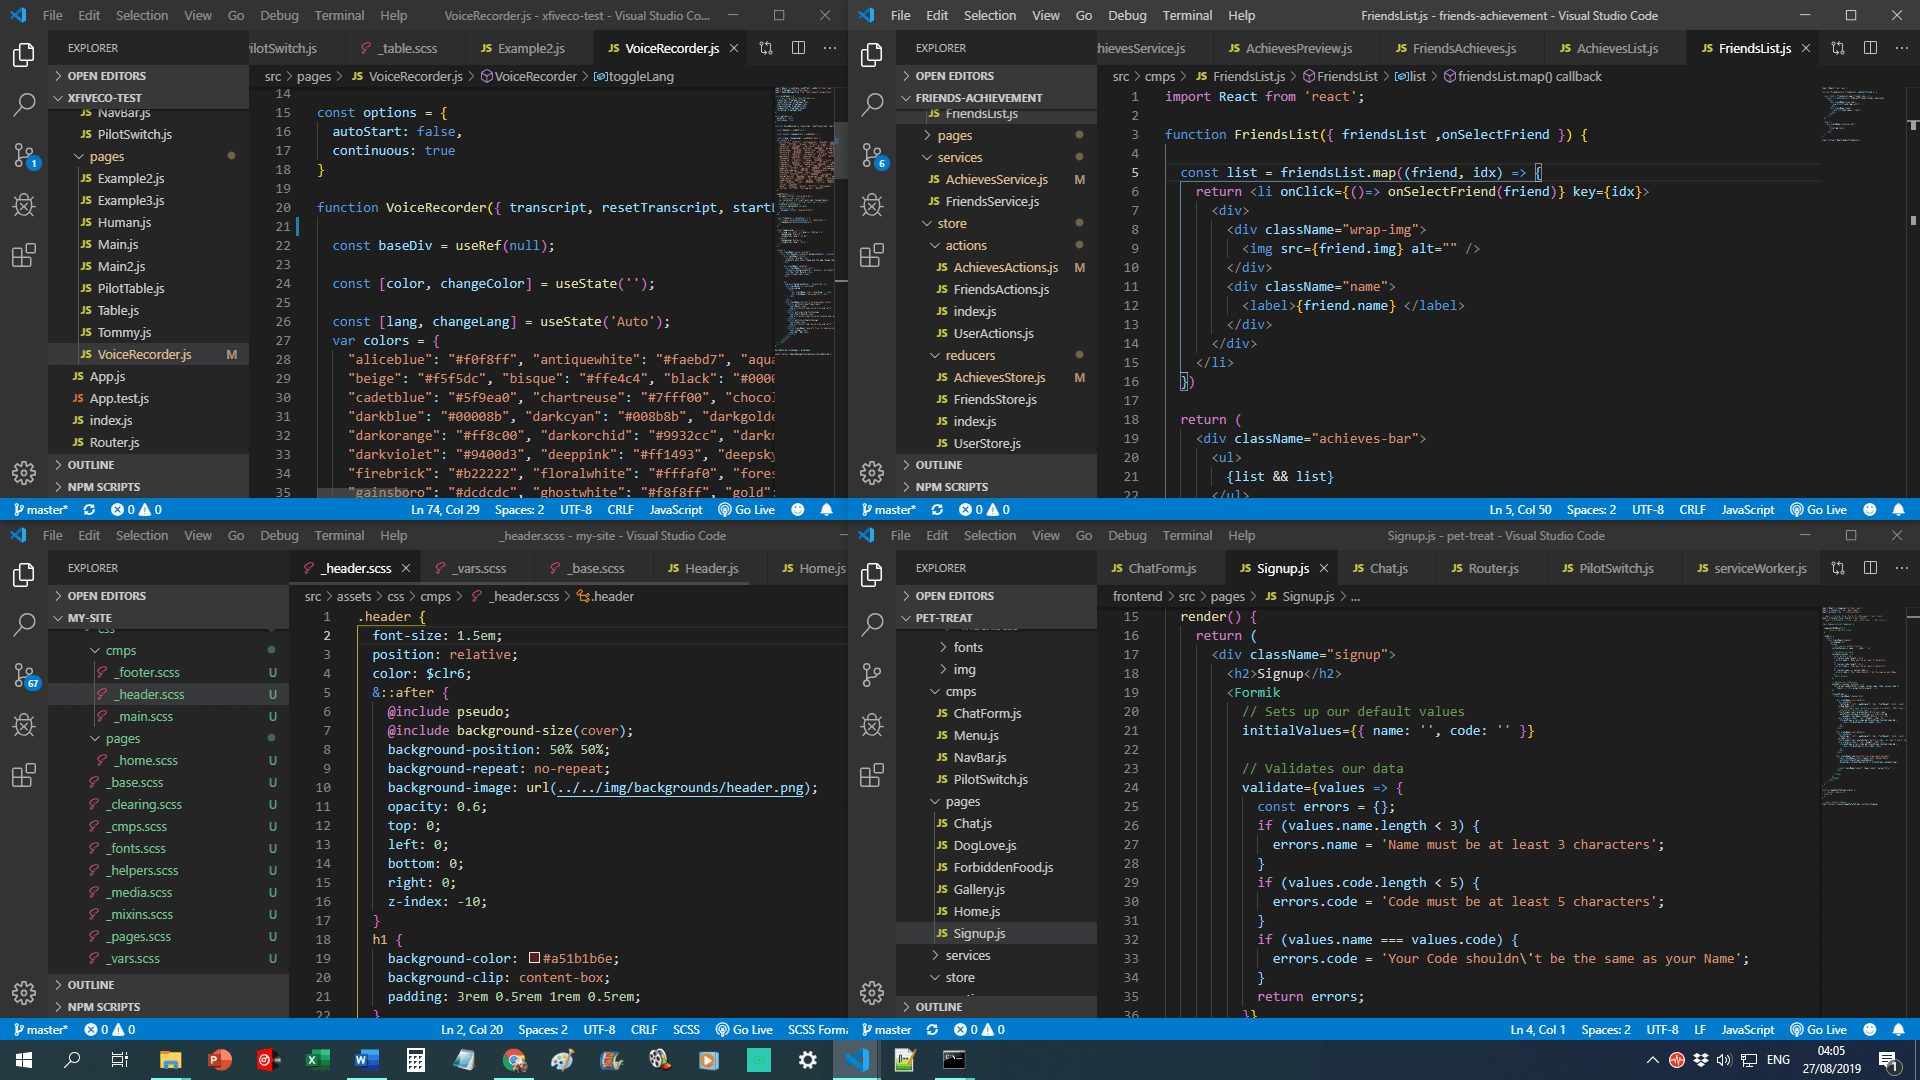 File Edit Selection View Go Debug Terminal Help VoiceRecorder.js - xfiveco-test - Visual Studio Co...
EXPLORER
OPEN EDITORS
XFIVECO-TEST
NavBar.js
PilotSwitch.js
pages
Example2.js
Example3.js
Human.js
Main.js
Main2.js
PilotTable.js
Table.js
Tommy.js
VoiceRecorder.js M
App.js
App.test.js
index.js
Router.js
OUTLINE
NPM SCRIPTS
1
ilotSwitch.js _table.scss Example2.js VoiceRecorder.js
src > pages > JS VoiceRecorder.js > VoiceRecorder > toggleLang
14
15 const options = {
16 autoStart: false,
17 continuous: true
18 }
19
20 function VoiceRecorder({ transcript, resetTranscript, start
21
22 const baseDiv = useRef(null);
23
24 const [color, changeColor] = useState('');
25
26 const [lang, changeLang] = useState('Auto');
27 var colors = {
28 "aliceblue": "#f0f8ff", "antiquewhite": "#faebd7", "aqua
29 "beige": "#f5f5dc", "bisque": "#ffe4c4", "black": "#000
30 "cadetblue": "#5f9ea0", "chartreuse": "#7fff00", "chocol
31 "darkblue": "#00008b", "darkcyan": "#008b8b", "darkgolde
32 "darkorange": "#ff8c00", "darkorchid": "#9932cc", "dark
33 "darkviolet": "#9400d3", "deeppink": "#ff1493", "deepsky
34 "firebrick": "#b22222", "floralwhite": "#fffaf0", "fores
35 "gainsboro": "#dcdcdc", "ghostwhite": "#f8f8ff", "gold":
master* 0 0 Ln 74, Col 29 Spaces: 2 UTF-8 CRLF JavaScript Go Live
File Edit Selection View Go Debug Terminal Help FriendsList.js - friends-achievement - Visual Studio Code
EXPLORER
OPEN EDITORS
FRIENDS-ACHIEVEMENT
FriendsList.js
pages
services
AchievesService.js M
FriendsService.js
store
actions
AchievesActions.js M
FriendsActions.js
index.js
UserActions.js
reducers
AchievesStore.js M
FriendsStore.js
index.js
UserStore.js
OUTLINE
NPM SCRIPTS
6
hievesService.js AchievesPreview.js FriendsAchieves.js AchievesList.js FriendsList.js
src > cmps > JS FriendsList.js > FriendsList > list > friendsList.map() callback
1 import React from 'react';
2
3 function FriendsList({ friendsList ,onSelectFriend }) {
4
5 const list = friendsList.map((friend, idx) => {
6 return <li onClick={()=> onSelectFriend(friend)} key={idx}>
7 <div>
8 <div className="wrap-img">
9 <img src={friend.img} alt="" />
10 </div>
11 <div className="name">
12 <label>{friend.name} </label>
13 </div>
14 </div>
15 </li>
16 })
17
18 return (
19 <div className="achieves-bar">
20 <ul>
21 {list && list}
22 </ul>
master* 0 0 Ln 5, Col 50 Spaces: 2 UTF-8 CRLF JavaScript Go Live
File Edit Selection View Go Debug Terminal Help _header.scss - my-site - Visual Studio Code
EXPLORER
OPEN EDITORS
MY-SITE
css
cmps
_footer.scss U
_header.scss U
_main.scss U
pages
_home.scss U
_base.scss U
_clearing.scss U
_cmps.scss U
_fonts.scss U
_helpers.scss U
_media.scss U
_mixins.scss U
_pages.scss U
_vars.scss U
OUTLINE
NPM SCRIPTS
67
_header.scss _vars.scss _base.scss Header.js Home.js
src > assets > css > cmps > _header.scss > .header
1 .header {
2 font-size: 1.5em;
3 position: relative;
4 color: $clr6;
5 &::after {
6 @include pseudo;
7 @include background-size(cover);
8 background-position: 50% 50%;
9 background-repeat: no-repeat;
10 background-image: url(../../img/backgrounds/header.png);
11 opacity: 0.6;
12 top: 0;
13 left: 0;
14 bottom: 0;
15 right: 0;
16 z-index: -10;
17 }
18 h1 {
19 background-color: #a51b1b6e;
20 background-clip: content-box;
21 padding: 3rem 0.5rem 1rem 0.5rem;
22 }
master* 0 0 Ln 2, Col 20 Spaces: 2 UTF-8 CRLF SCSS Go Live SCSS Forma
File Edit Selection View Go Debug Terminal Help Signup.js - pet-treat - Visual Studio Code
EXPLORER
OPEN EDITORS
PET-TREAT
fonts
img
cmps
ChatForm.js
Menu.js
NavBar.js
PilotSwitch.js
pages
Chat.js
DogLove.js
ForbiddenFood.js
Gallery.js
Home.js
Signup.js
services
store
OUTLINE
ChatForm.js Signup.js Chat.js Router.js PilotSwitch.js serviceWorker.js
frontend > src > pages > JS Signup.js > ...
15 render() {
16 return (
17 <div className="signup">
18 <h2>Signup</h2>
19 <Formik
20 // Sets up our default values
21 initialValues={{ name: '', code: '' }}
22
23 // Validates our data
24 validate={values => {
25 const errors = {};
26 if (values.name.length < 3) {
27 errors.name = 'Name must be at least 3 characters';
28 }
29 if (values.code.length < 5) {
30 errors.code = 'Code must be at least 5 characters';
31 }
32 if (values.name === values.code) {
33 errors.code = 'Your Code shouldn\'t be the same as your Name';
34 }
35 return errors;
36 }}
master 0 0 Ln 4, Col 1 Spaces: 2 UTF-8 LF JavaScript Go Live
ENG 04:05
27/08/2019
1